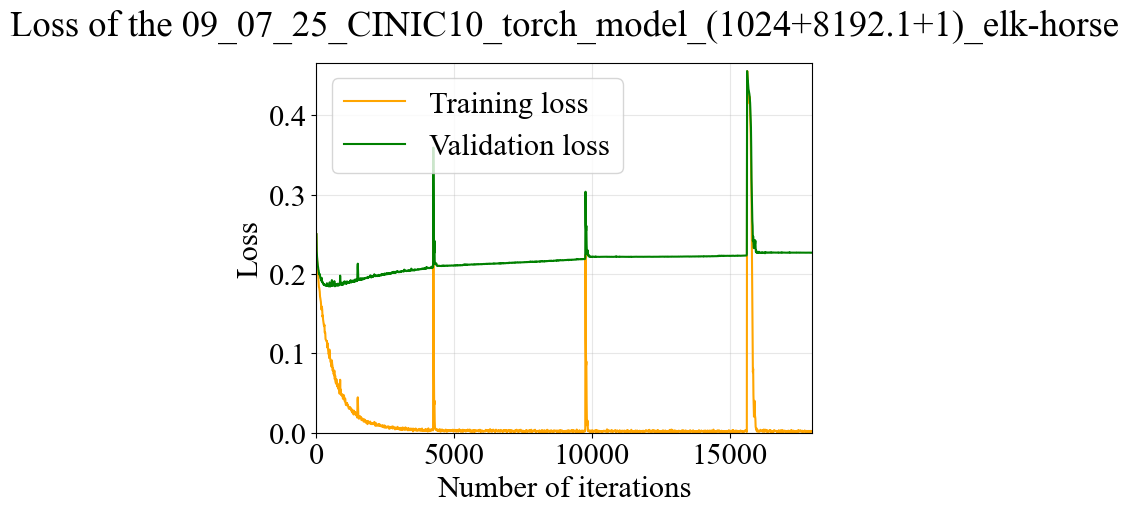 Loss of the 09_07_25_CINIC10_torch_model_(1024+8192.1+1)_elk-horse
Training loss
Validation loss
Loss
0.4
0.3
0.2
0.1
0.0
0 5000 10000 15000
Number of iterations